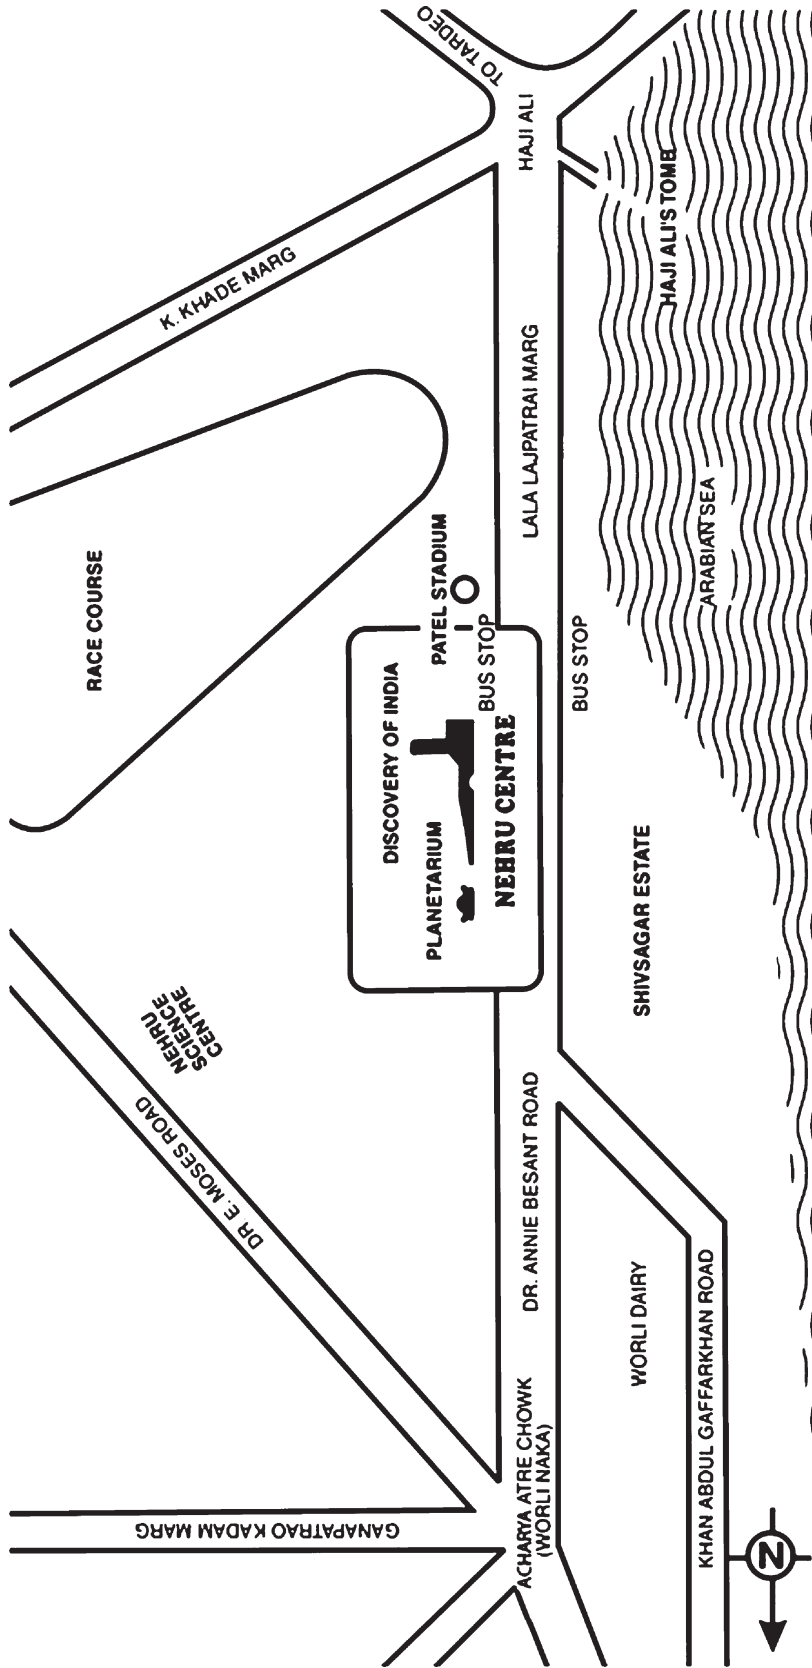 TO TARDEO
HAJI ALI
K. KHADE MARG
HAJI ALI'S TOMB
LALA LAJPATRAI MARG
ARABIAN SEA
RACE COURSE
PATEL STADIUM
BUS STOP
BUS STOP
DISCOVERY OF INDIA
PLANETARIUM
NEHRU CENTRE
SHIVSAGAR ESTATE
NEHRU
SCIENCE
CENTRE
DR E. MOSES ROAD
DR. ANNIE BESANT ROAD
WORLI DAIRY
KHAN ABDUL GAFFARKHAN ROAD
GANAPATRAO KADAM MARG
ACHARYA ATRE CHOWK
(WORLI NAKA)
N